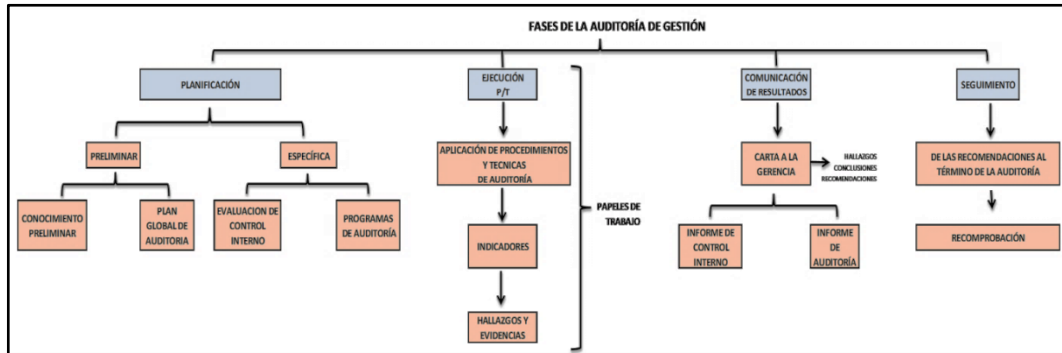 FASES DE LA AUDITORÍA DE GESTIÓN
PLANIFICACIÓN
EJECUCIÓN
P/T
COMUNICACIÓN
DE RESULTADOS
SEGUIMIENTO
PRELIMINAR
ESPECÍFICA
APLICACIÓN DE PROCEDIMIENTOS
Y TECNICAS
DE AUDITORÍA
CARTA A LA
GERENCIA
HALLAZGOS
CONCLUSIONES
RECOMENDACIONES
DE LAS RECOMENDACIONES AL
TÉRMINO DE LA AUDITORÍA
CONOCIMIENTO
PRELIMINAR
PLAN
GLOBAL DE
AUDITORIA
EVALUACION DE
CONTROL
INTERNO
PROGRAMAS
DE AUDITORÍA
PAPELES DE
TRABAJO
INDICADORES
INFORME DE
CONTROL
INTERNO
INFORME
DE
AUDITORÍA
RECOMPROBACIÓN
HALLAZGOS Y
EVIDENCIAS